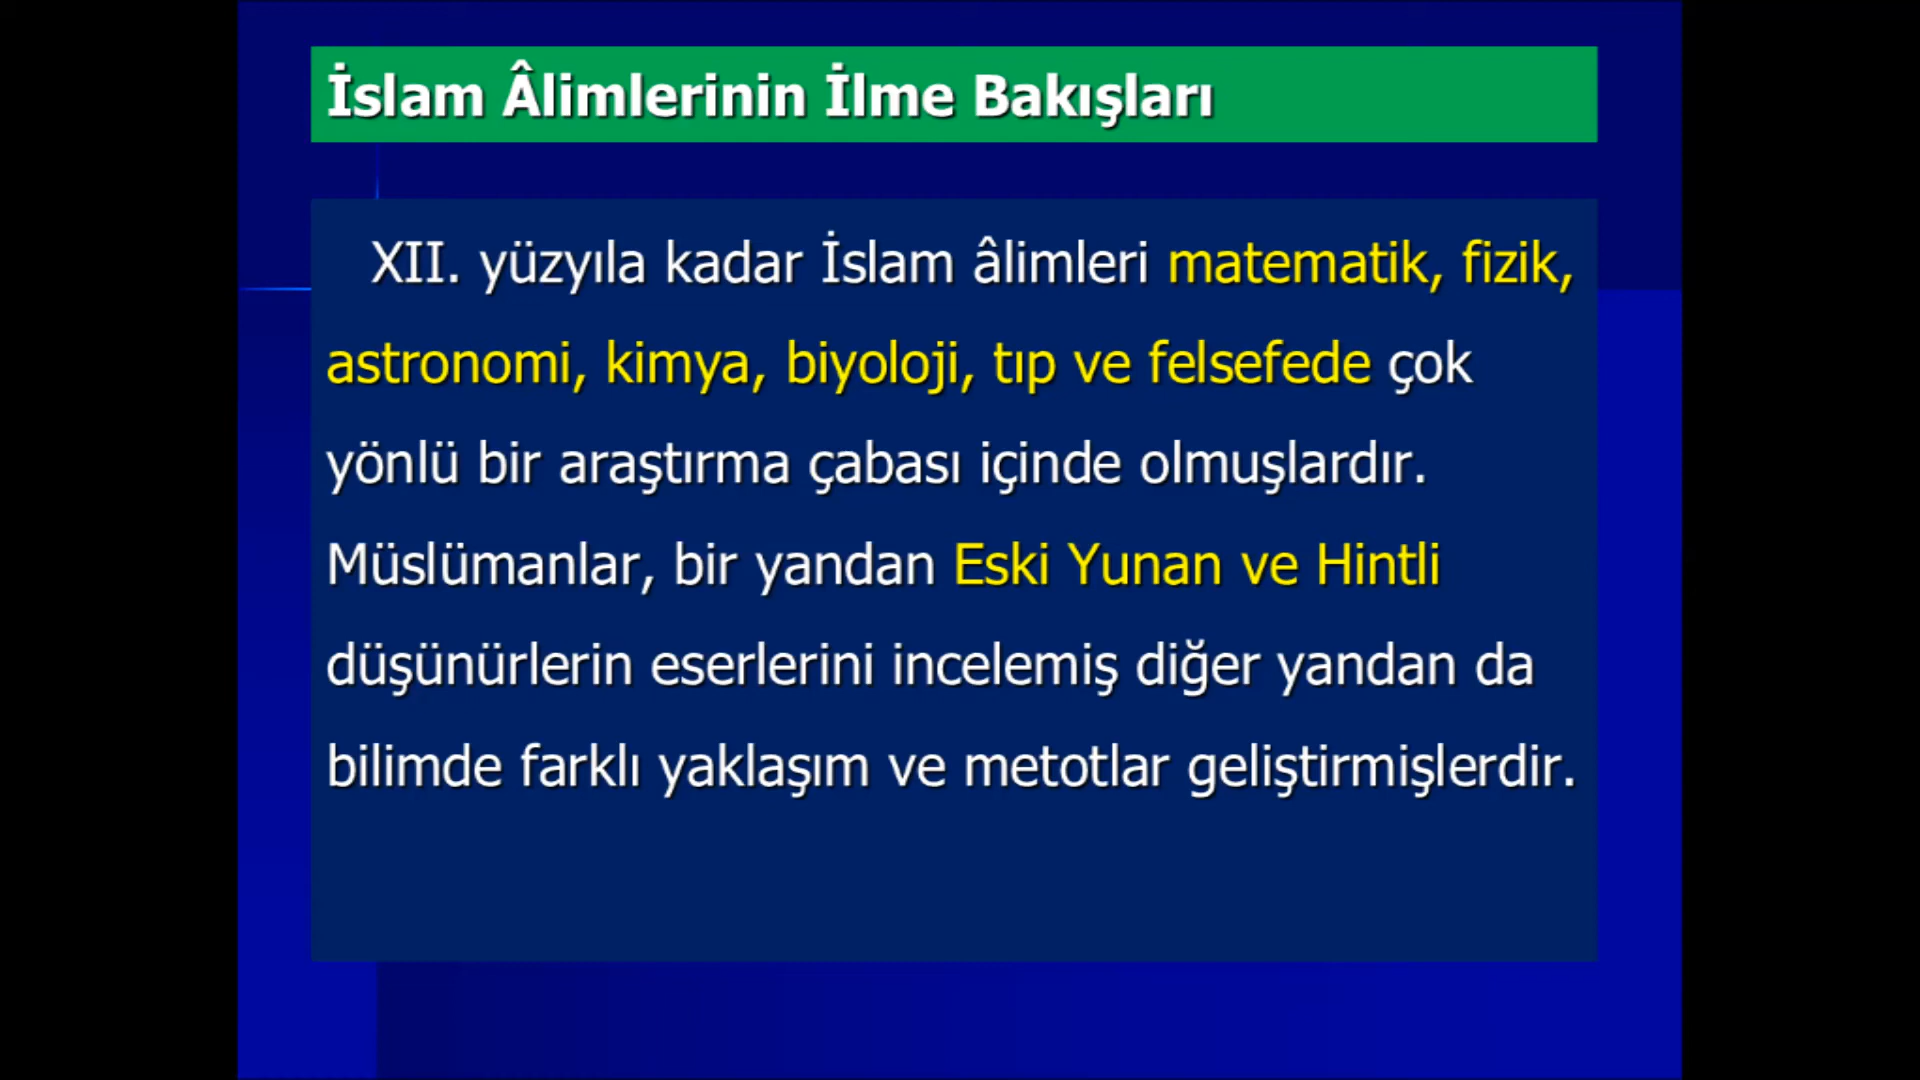 İslam Âlimlerinin İlme Bakışları
XII. yüzyıla kadar İslam âlimleri matematik, fizik,
astronomi, kimya, biyoloji, tıp ve felsefede çok
yönlü bir araştırma çabası içinde olmuşlardır.
Müslümanlar, bir yandan Eski Yunan ve Hintli
düşünürlerin eserlerini incelemiş diğer yandan da
bilimde farklı yaklaşım ve metotlar geliştirmişlerdir.